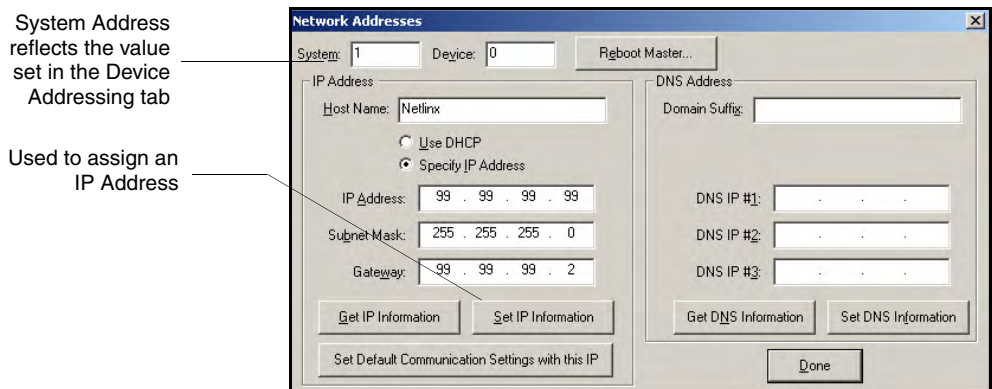 System Address
reflects the value
set in the Device
Addressing tab
Used to assign an
IP Address
Network Addresses
System: 1 Device: 0 Reboot Master...
IP Address
Host Name: Netlinx
Use DHCP
Specify IP Address
IP Address: 99 . 99 . 99 . 99
Subnet Mask: 255 . 255 . 255 . 0
Gateway: 99 . 99 . 99 . 2
Get IP Information Set IP Information
Set Default Communication Settings with this IP
DNS Address
Domain Suffix:
DNS IP #1: . . .
DNS IP #2: . . .
DNS IP #3: . . .
Get DNS Information Set DNS Information
Done